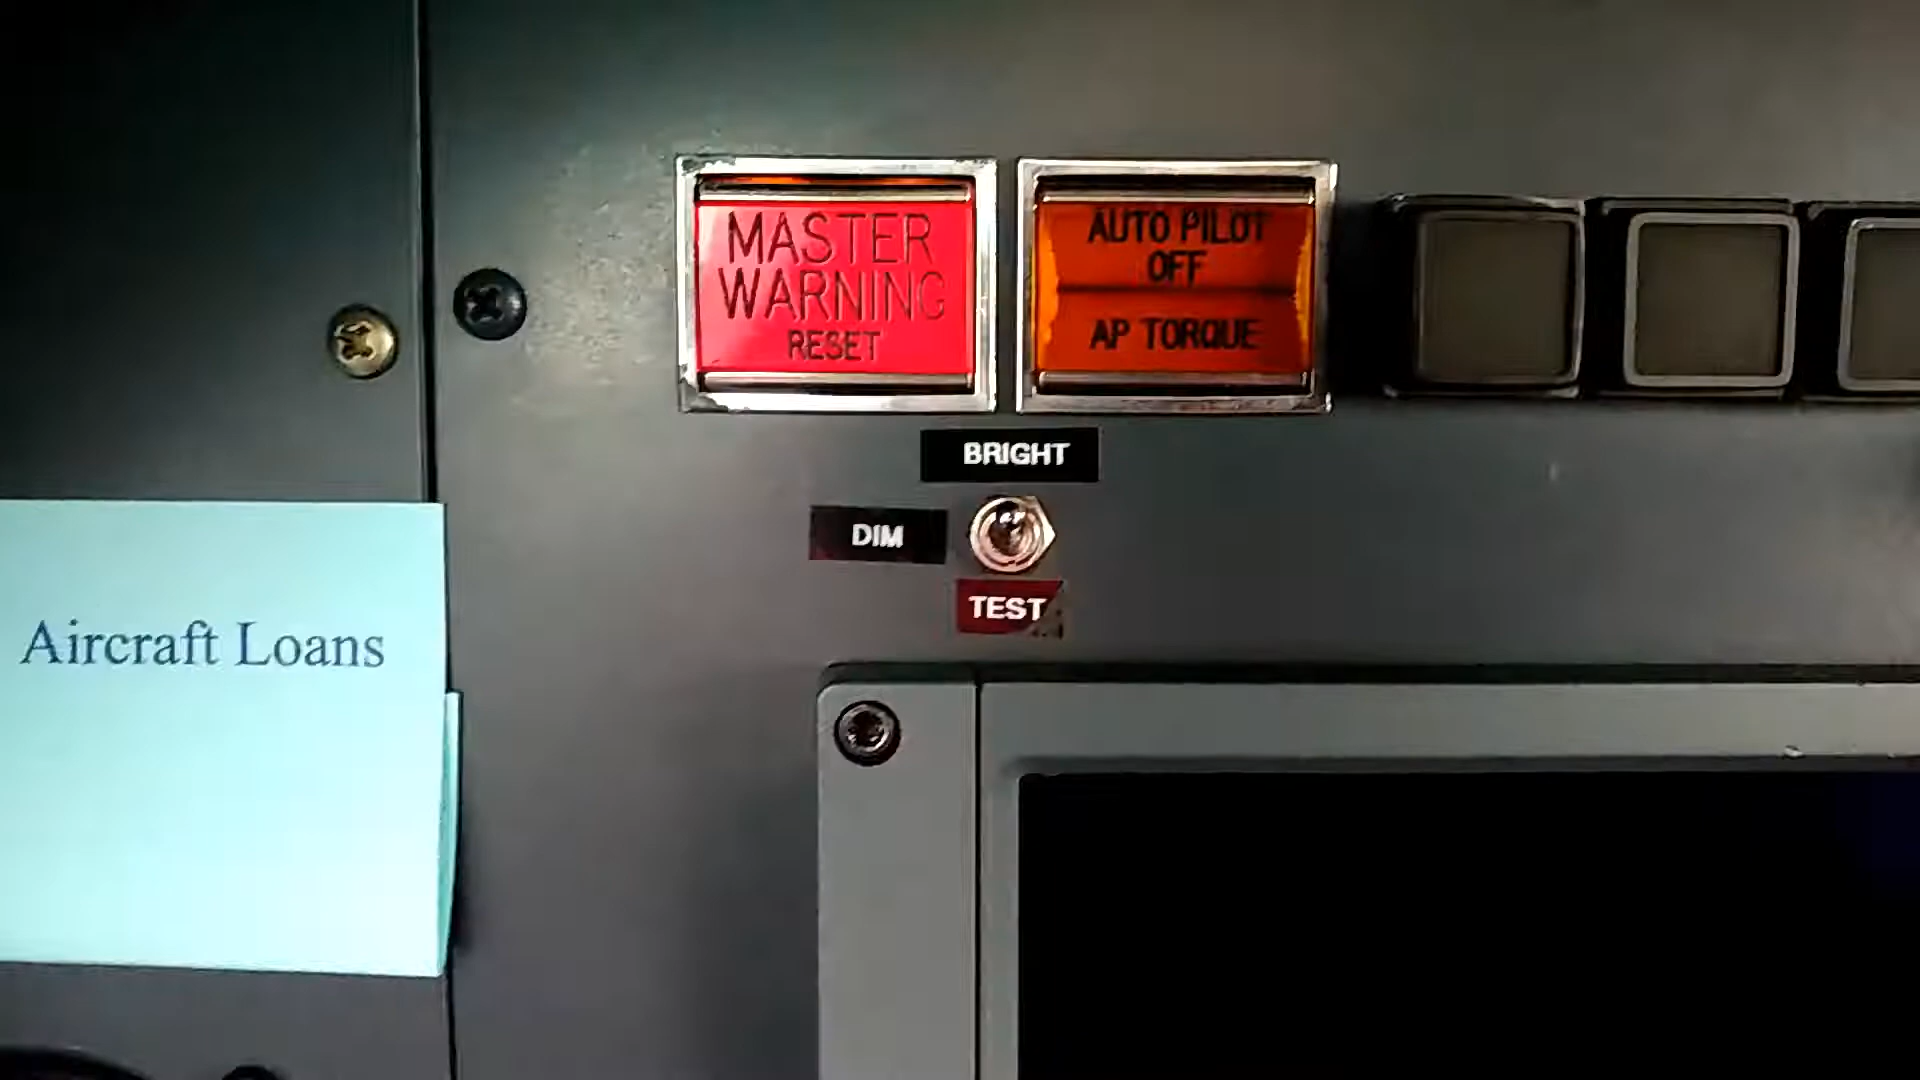 MASTER
WARNING
RESET
AUTO PILOT
OFF
AP TORQUE
BRIGHT
DIM
TEST
Aircraft Loans